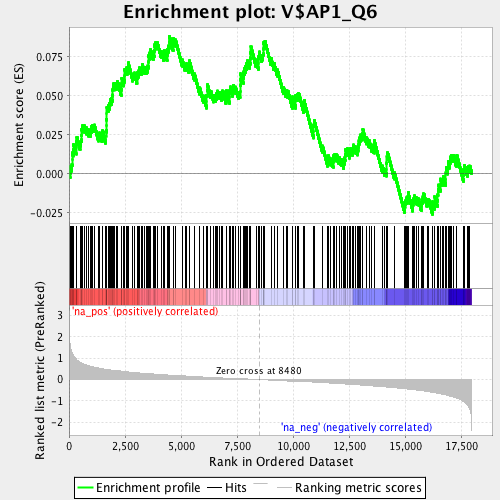 Enrichment plot: V$AP1_Q6
Enrichment score (ES)
0.075
0.050
0.025
0.000
-0.025
Ranked list metric (PreRanked)
'na_pos' (positively correlated)
3
2
1
0
-1
-2
Zero cross at 8480
'na_neg' (negatively correlated)
0
2,500
5,000
7,500
10,000
12,500
15,000
17,500
Rank in Ordered Dataset
Enrichment profile
Hits
Ranking metric scores